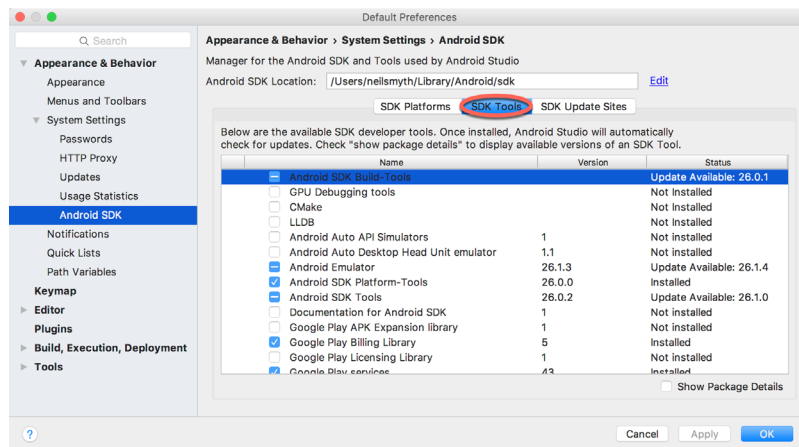 Default Preferences
Search
Appearance & Behavior
Appearance
Menus and Toolbars
System Settings
Passwords
HTTP Proxy
Updates
Usage Statistics
Android SDK
Notifications
Quick Lists
Path Variables
Keymap
Editor
Plugins
Build, Execution, Deployment
Tools
Appearance & Behavior › System Settings › Android SDK
Manager for the Android SDK and Tools used by Android Studio
Android SDK Location: /Users/neilsmyth/Library/Android/sdk Edit
SDK Platforms SDK Tools SDK Update Sites
Below are the available SDK developer tools. Once installed, Android Studio will automatically
check for updates. Check "show package details" to display available versions of an SDK Tool.
Name Version Status
Android SDK Build-Tools Update Available: 26.0.1
GPU Debugging tools Not Installed
CMake Not Installed
LLDB Not Installed
Android Auto API Simulators 1 Not installed
Android Auto Desktop Head Unit emulator 1.1 Not installed
Android Emulator 26.1.3 Update Available: 26.1.4
Android SDK Platform-Tools 26.0.0 Installed
Android SDK Tools 26.0.2 Update Available: 26.1.0
Documentation for Android SDK 1 Not installed
Google Play APK Expansion library 1 Not installed
Google Play Billing Library 5 Installed
Google Play Licensing Library 1 Not installed
Google Play services 43 Installed
Show Package Details
? Cancel Apply OK